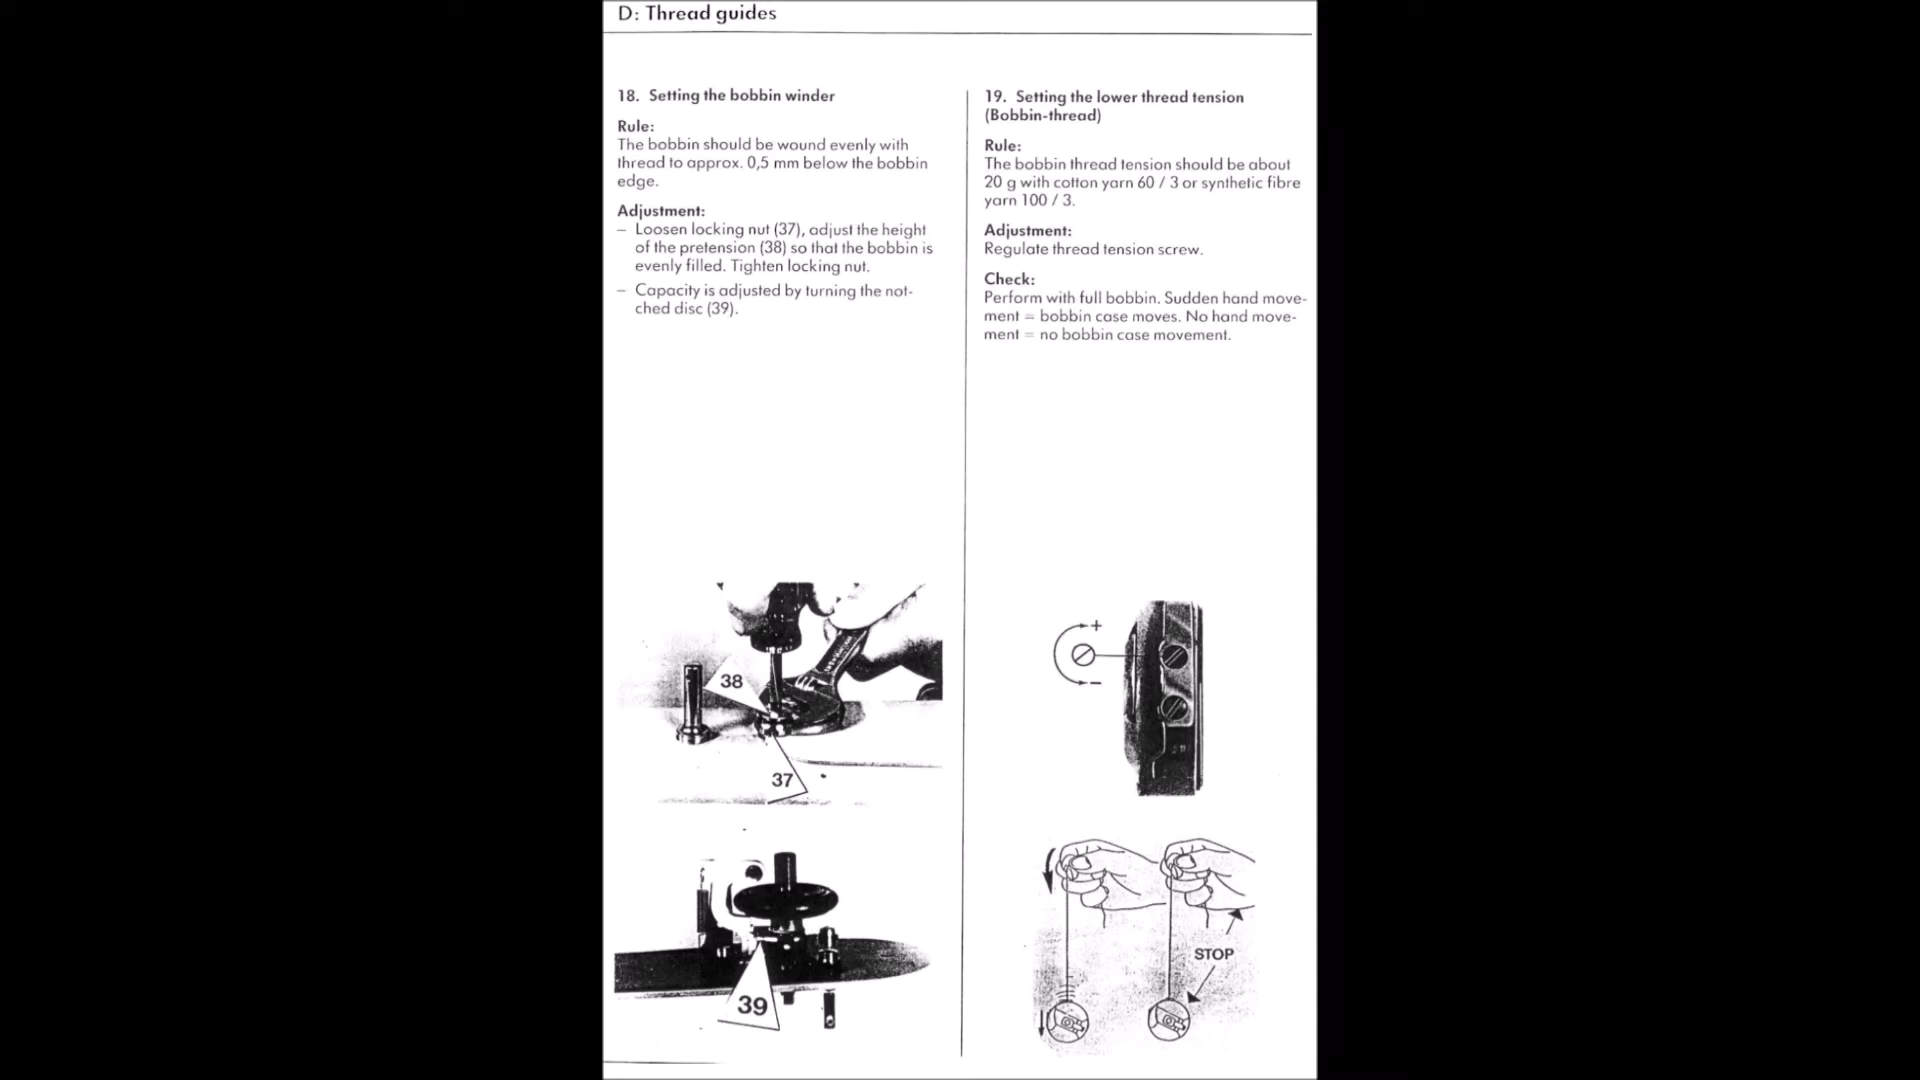 D: Thread guides
18. Setting the bobbin winder
Rule:
The bobbin should be wound evenly with
thread to approx. 0,5 mm below the bobbin
edge.
Adjustment:
– Loosen locking nut (37), adjust the height
of the pretension (38) so that the bobbin is
evenly filled. Tighten locking nut.
– Capacity is adjusted by turning the not-
ched disc (39).
38
37
39
19. Setting the lower thread tension
(Bobbin-thread)
Rule:
The bobbin thread tension should be about
20 g with cotton yarn 60 / 3 or synthetic fibre
yarn 100 / 3.
Adjustment:
Regulate thread tension screw.
Check:
Perform with full bobbin. Sudden hand move-
ment = bobbin case moves. No hand move-
ment = no bobbin case movement.
+
–
STOP